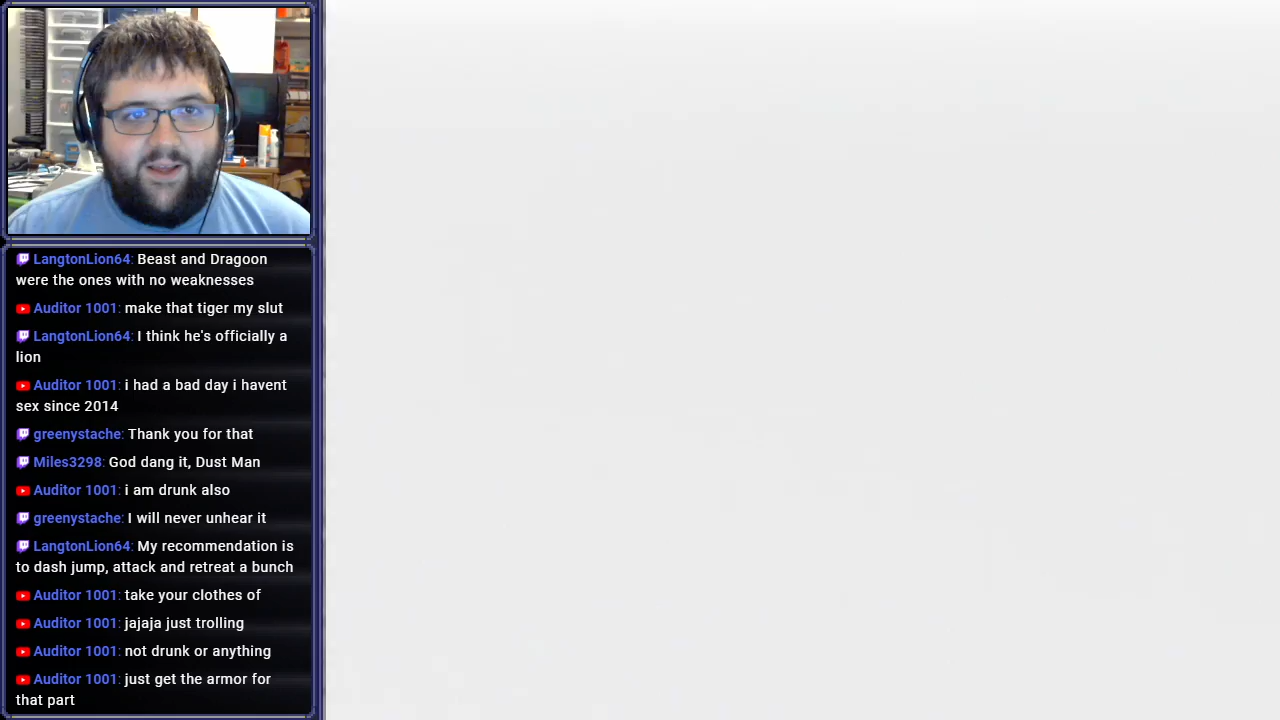 LangtonLion64: Beast and Dragoon
were the ones with no weaknesses
Auditor 1001: make that tiger my slut
LangtonLion64: I think he's officially a
lion
Auditor 1001: i had a bad day i havent
sex since 2014
greenystache: Thank you for that
Miles3298: God dang it, Dust Man
Auditor 1001: i am drunk also
greenystache: I will never unhear it
LangtonLion64: My recommendation is
to dash jump, attack and retreat a bunch
Auditor 1001: take your clothes of
Auditor 1001: jajaja just trolling
Auditor 1001: not drunk or anything
Auditor 1001: just get the armor for
that part